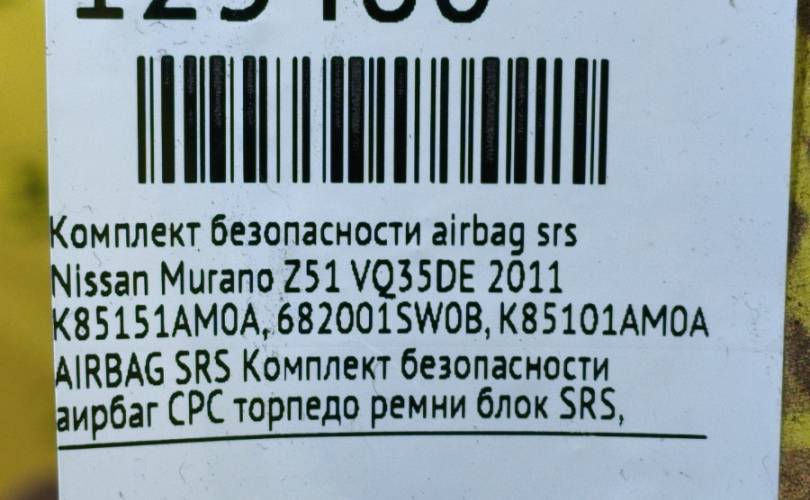 Комплект безопасности airbag srs
Nissan Murano Z51 VQ35DE 2011
K85151AM0A, 682001SW0B, K85101AM0A
AIRBAG SRS Комплект безопасности
аирбаг СРС торпедо ремни блок SRS,